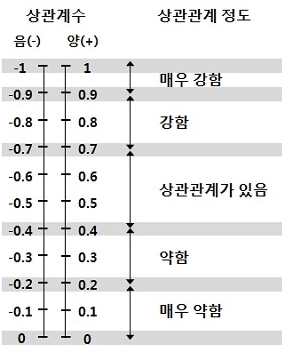 상관계수 상관관계 정도
음(-) 양(+)
-1 1
매우 강함
-0.9 0.9
-0.8 0.8 강함
-0.7 0.7
-0.6 0.6
상관관계가 있음
-0.5 0.5
-0.4 0.4
-0.3 0.3 약함
-0.2 0.2
-0.1 0.1 매우 약함
0 0